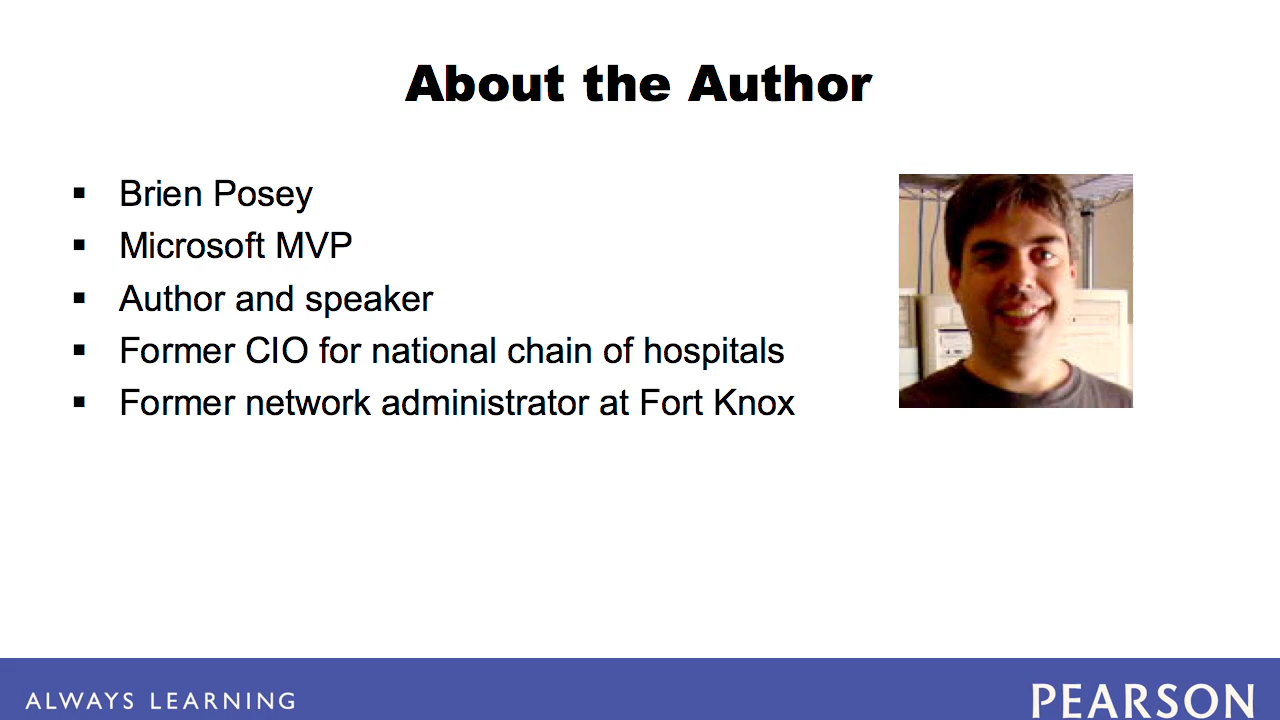 About the Author
▪ Brien Posey
▪ Microsoft MVP
▪ Author and speaker
▪ Former CIO for national chain of hospitals
▪ Former network administrator at Fort Knox
ALWAYS LEARNING
PEARSON